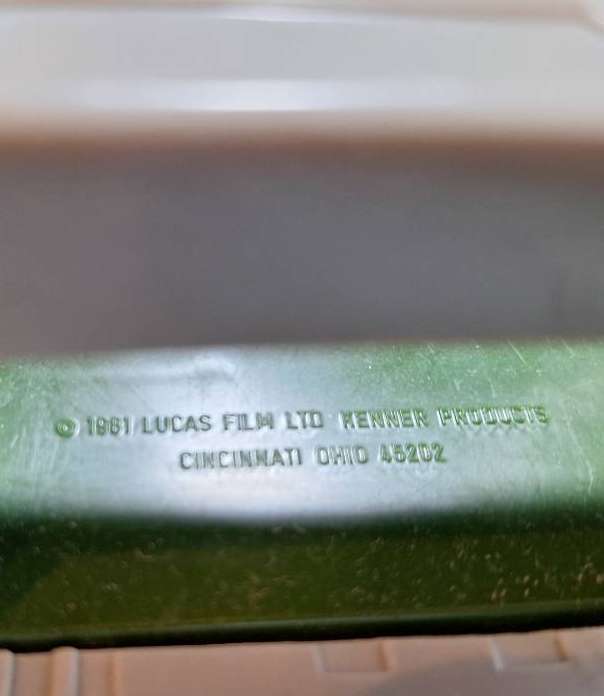 © 1981 LUCAS FILM LTD KENNER PRODUCTS
CINCINNATI OHIO 45202